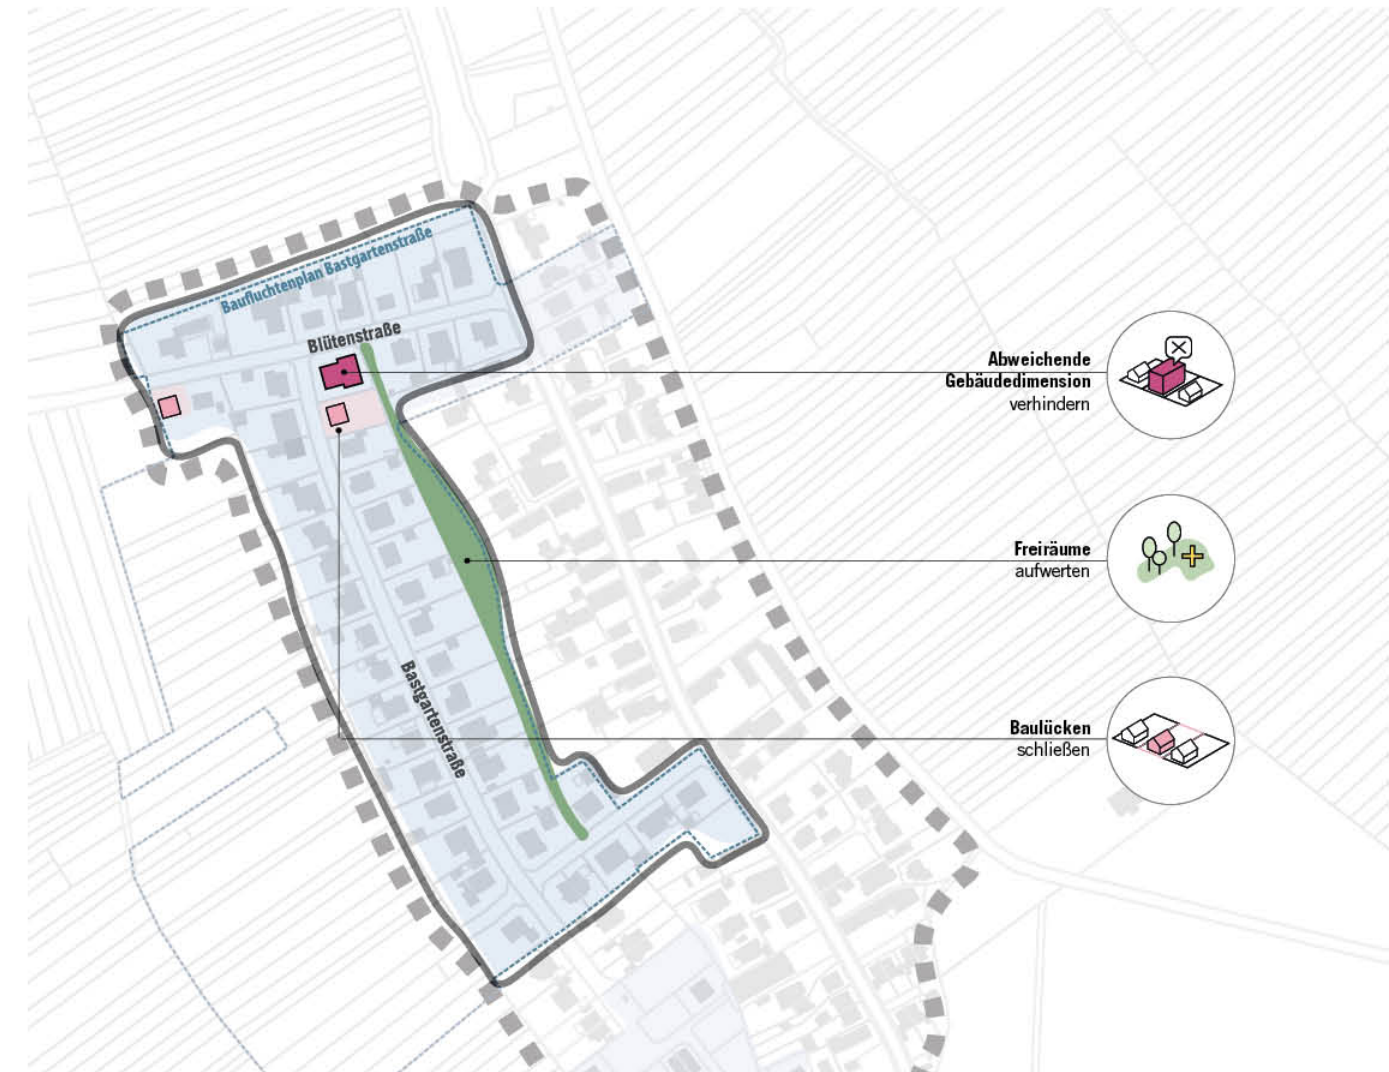 Baufluchtenplan Bastgartenstraße
Blütenstraße
Abweichende
Gebäudedimension
verhindern
Freiräume
aufwerten
Bastgartenstraße
Baulücken
schließen